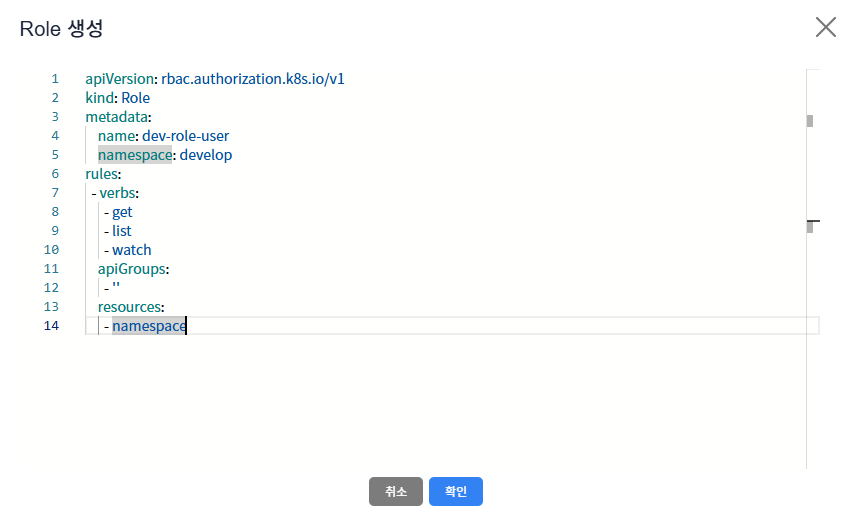 Role 생성
1 apiVersion: rbac.authorization.k8s.io/v1
2 kind: Role
3 metadata:
4 name: dev-role-user
5 namespace: develop
6 rules:
7 - verbs:
8 - get
9 - list
10 - watch
11 apiGroups:
12 - ''
13 resources:
14 - namespace
취소 확인